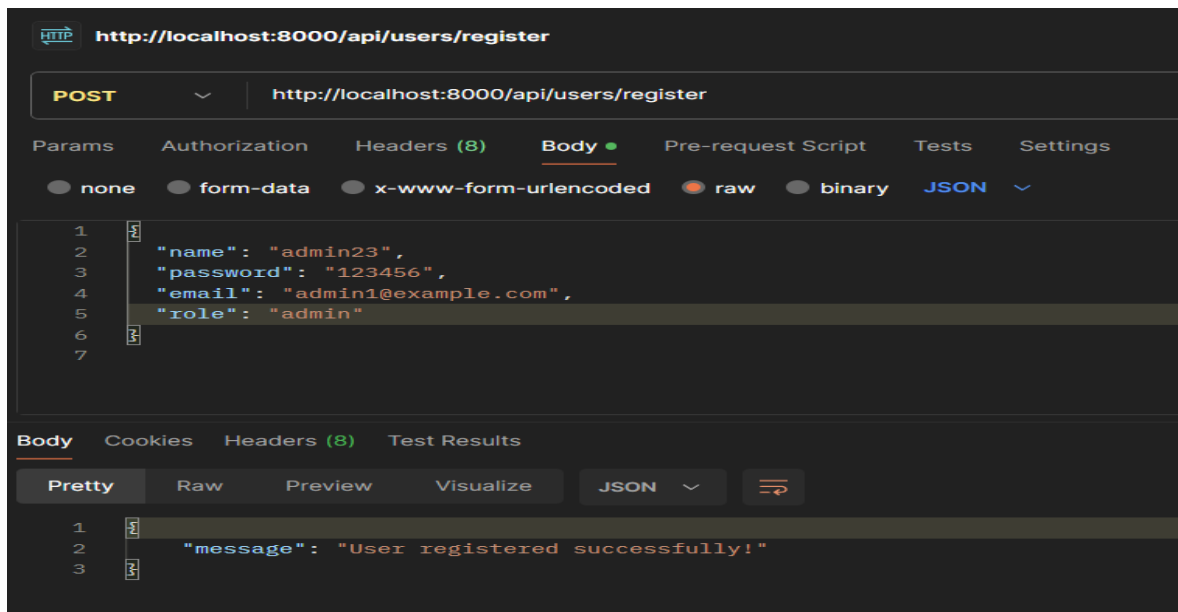 HTTP http://localhost:8000/api/users/register
POST http://localhost:8000/api/users/register
Params Authorization Headers (8) Body Pre-request Script Tests Settings
none form-data x-www-form-urlencoded raw binary JSON
1 {
2 "name": "admin23",
3 "password": "123456",
4 "email": "admin1@example.com",
5 "role": "admin"
6 }
7
Body Cookies Headers (8) Test Results
Pretty Raw Preview Visualize JSON
1 {
2 "message": "User registered successfully!"
3 }